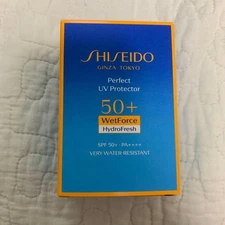 SHISEIDO
GINZA TOKYO
Perfect
UV Protector
50+
WetForce
HydroFresh
SPF 50+ · PA++++
VERY WATER-RESISTANT